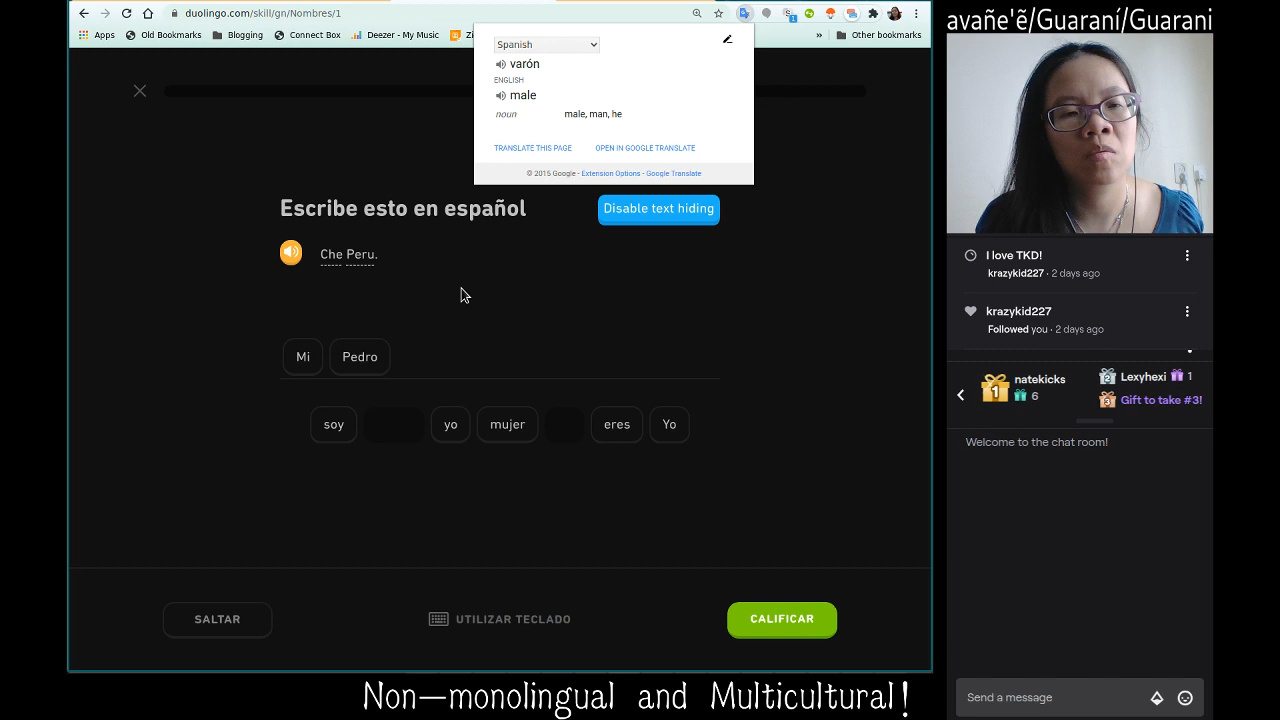 duolingo.com/skill/gn/Nombres/1
Apps Old Bookmarks Blogging Connect Box Deezer - My Music » Other bookmarks
Spanish
varón
ENGLISH
male
noun male, man, he
TRANSLATE THIS PAGE OPEN IN GOOGLE TRANSLATE
© 2015 Google - Extension Options - Google Translate
Escribe esto en español
Disable text hiding
Che Peru.
Mi Pedro
soy yo mujer eres Yo
SALTAR UTILIZAR TECLADO CALIFICAR
avañe'ẽ/Guaraní/Guarani
I love TKD!
krazykid227 · 2 days ago
krazykid227
Followed you · 2 days ago
1 natekicks 6
2 Lexyhexi 1
3 Gift to take #3!
Welcome to the chat room!
Send a message
Non—monolingual and Multicultural!